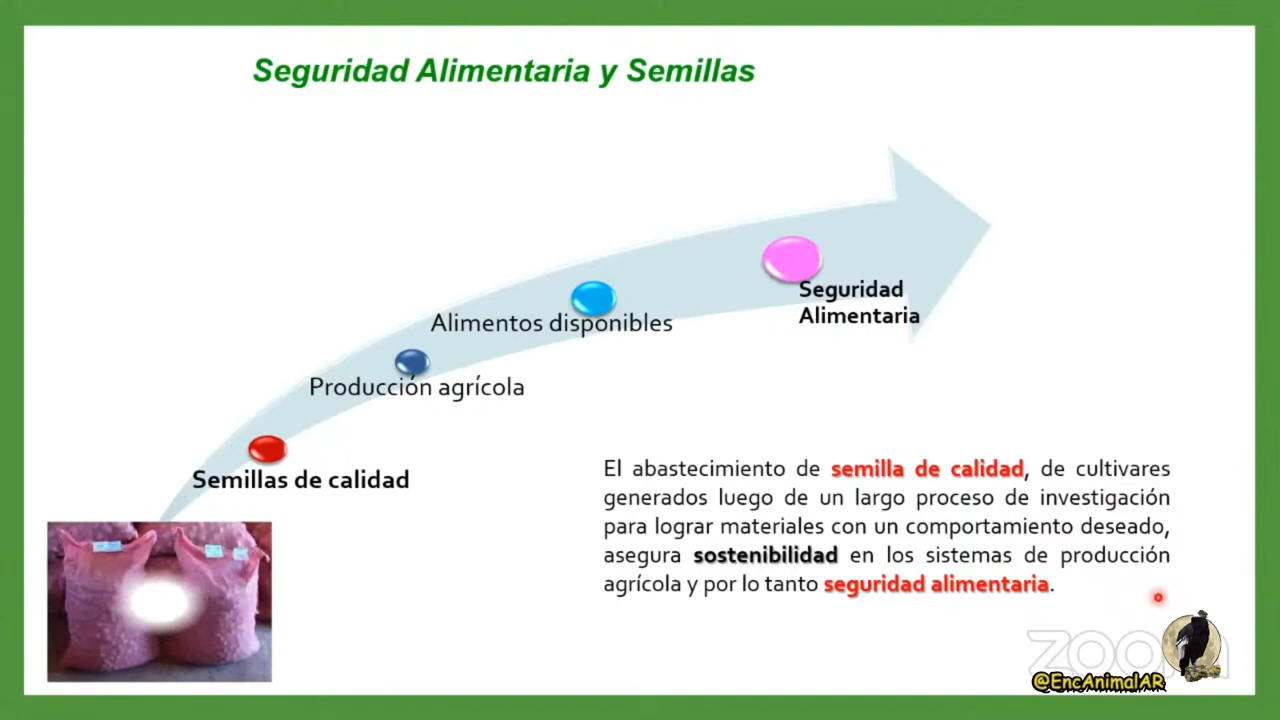 Seguridad Alimentaria y Semillas
Seguridad
Alimentaria
Alimentos disponibles
Producción agrícola
Semillas de calidad
El abastecimiento de semilla de calidad, de cultivares
generados luego de un largo proceso de investigación
para lograr materiales con un comportamiento deseado,
asegura sostenibilidad en los sistemas de producción
agrícola y por lo tanto seguridad alimentaria.
zoom
@EncAnimalAR